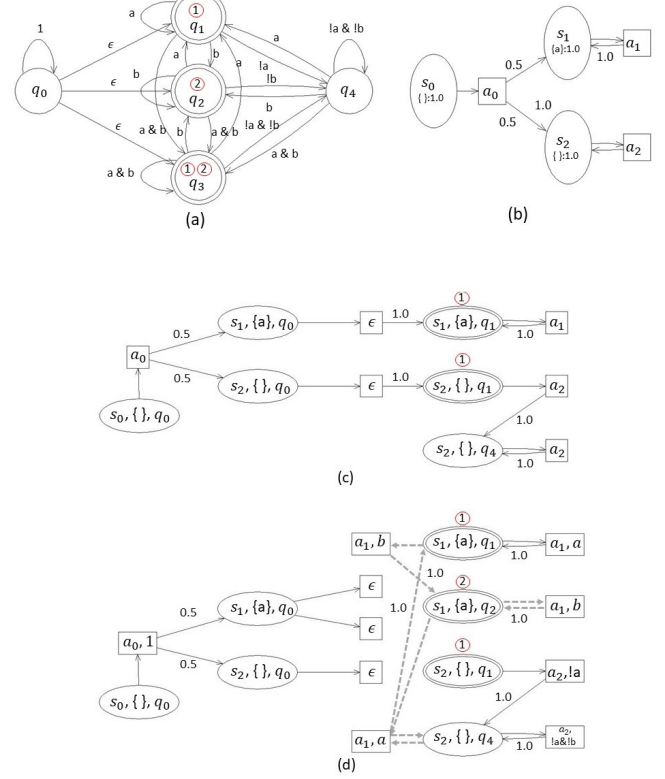 1 a ① q₁ a !a & !b
ϵ a b a !a !b
q₀ ϵ b ② q₂ b q₄
ϵ a & b b a & b !a & !b
a & b ① ② q₃ a & b
(a)
s₀ { }:1.0 a₀ 0.5 s₁ {a}:1.0 1.0 a₁
0.5 1.0 s₂ { }:1.0 a₂
(b)
①
0.5 s₁, {a}, q₀ ϵ 1.0 s₁, {a}, q₁ 1.0 a₁
a₀ ①
0.5 s₂, { }, q₀ ϵ 1.0 s₂, { }, q₁ a₂
s₀, { }, q₀ 1.0
s₂, { }, q₄ 1.0 a₂
(c)
①
a₁, b s₁, {a}, q₁ 1.0 a₁, a
1.0 ②
0.5 s₁, {a}, q₀ ϵ 1.0 s₁, {a}, q₂ 1.0 a₁, b
ϵ
a₀, 1 ①
0.5 s₂, { }, q₀ ϵ s₂, { }, q₁ a₂,!a
s₀, { }, q₀ 1.0
a₁, a s₂, { }, q₄ 1.0 a₂, !a&!b
(d)